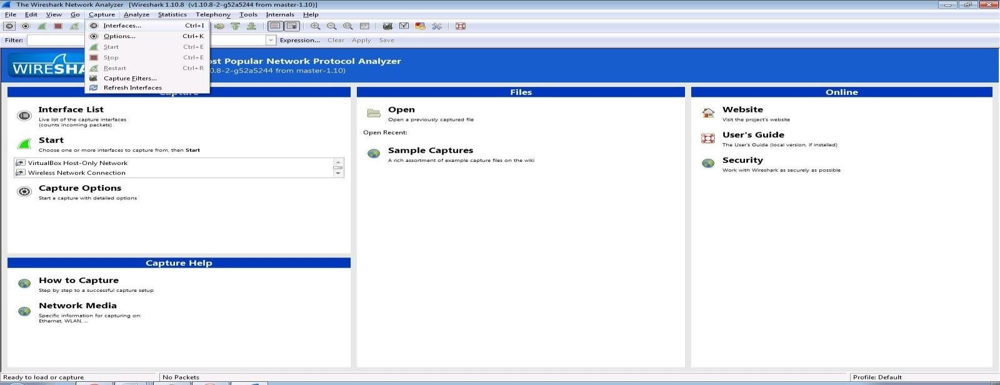 The Wireshark Network Analyzer [Wireshark 1.10.8 (v1.10.8-2-g52a5244 from master-1.10)]
File Edit View Go Capture Analyze Statistics Telephony Tools Internals Help
Interfaces... Ctrl+I
Options... Ctrl+K
Start Ctrl+E
Stop Ctrl+E
Restart Ctrl+R
Capture Filters...
Refresh Interfaces
Filter: Expression... Clear Apply Save
WIRESHA
ost Popular Network Protocol Analyzer
0.8-2-g52a5244 from master-1.10)
Capture
Interface List
Live list of the capture interfaces
(counts incoming packets)
Start
Choose one or more interfaces to capture from, then Start
VirtualBox Host-Only Network
Wireless Network Connection
Capture Options
Start a capture with detailed options
Capture Help
How to Capture
Step by step to a successful capture setup
Network Media
Specific information for capturing on:
Ethernet, WLAN, ...
Files
Open
Open a previously captured file
Open Recent:
Sample Captures
A rich assortment of example capture files on the wiki
Online
Website
Visit the project's website
User's Guide
The User's Guide (local version, if installed)
Security
Work with Wireshark as securely as possible
Ready to load or capture
No Packets
Profile: Default